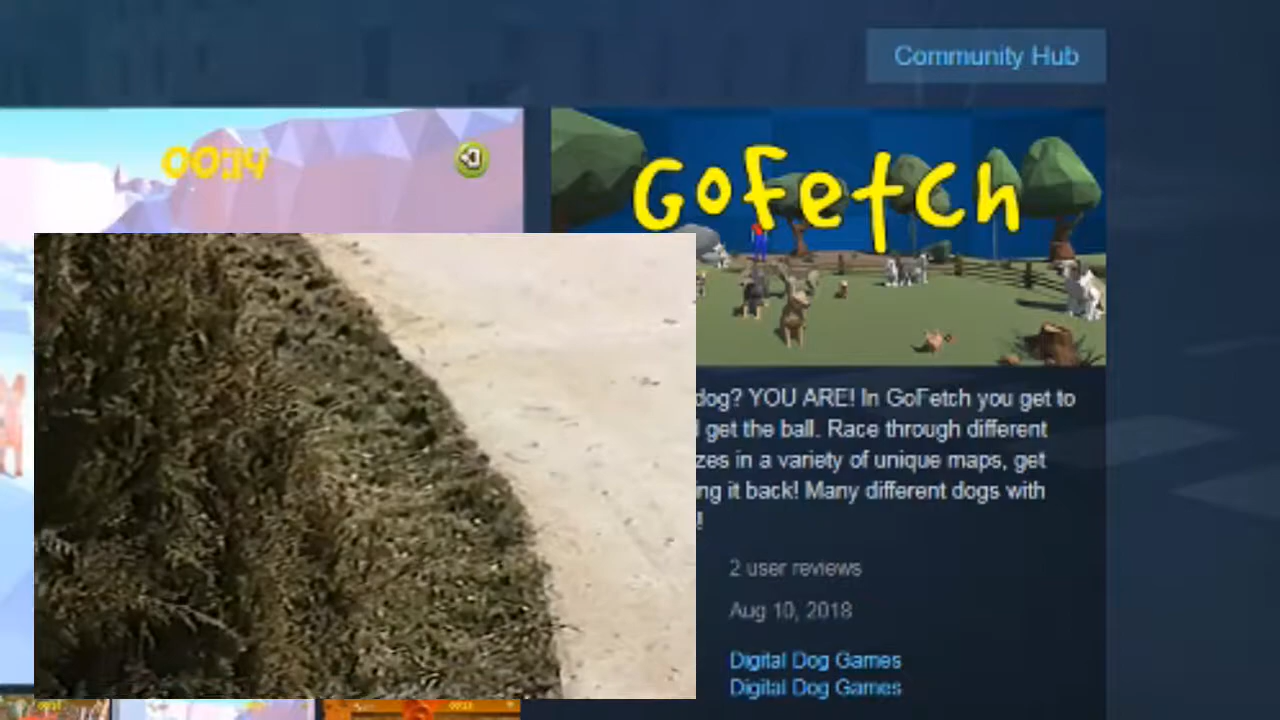 Community Hub
00:14
GoFetch
dog? YOU ARE! In GoFetch you get to
get the ball. Race through different
in a variety of unique maps, get
it back! Many different dogs with
!
2 user reviews
Aug 10, 2018
Digital Dog Games
Digital Dog Games